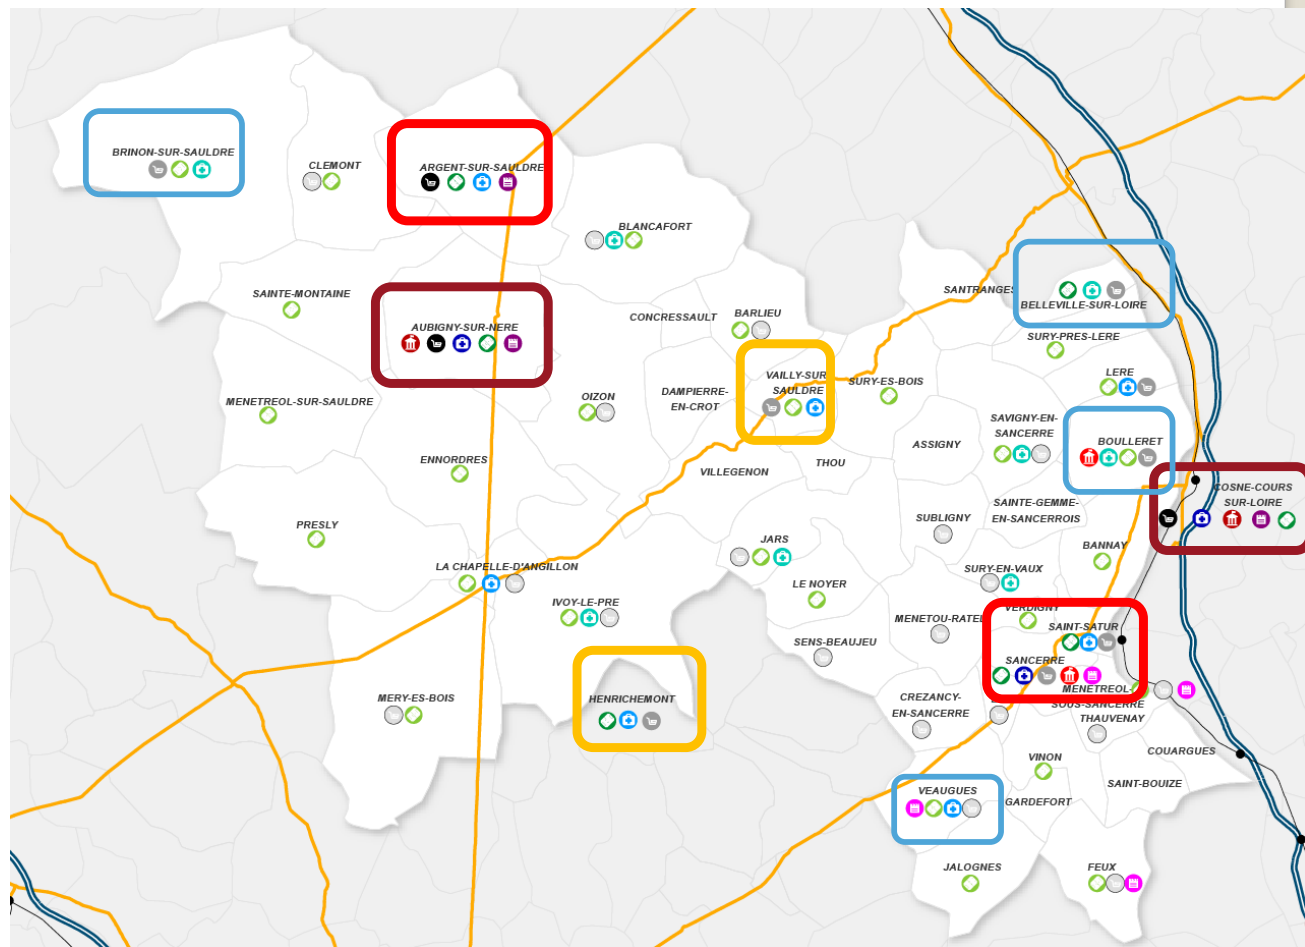 BRINON-SUR-SAULDRE
CLEMONT
ARGENT-SUR-SAULDRE
BLANCAFORT
SAINTE-MONTAINE
AUBIGNY-SUR-NERE
CONCRESSAULT
BARLIEU
SANTRANGES
BELLEVILLE-SUR-LOIRE
SURY-PRES-LERE
LERE
MENETREOL-SUR-SAULDRE
OIZON
DAMPIERRE-
EN-CROT
VAILLY-SUR
SAULDRE
SURY-ES-BOIS
SAVIGNY-EN-
SANCERRE
BOULLERET
ASSIGNY
ENNORDRES
VILLEGENON
THOU
COSNE-COURS
SUR-LOIRE
SAINTE-GEMME-
EN-SANCERROIS
PRESLY
SUBLIGNY
JARS
BANNAY
LA CHAPELLE-D'ANGILLON
SURY-EN-VAUX
LE NOYER
IVOY-LE-PRE
MENETOU-RATEL
VERDIGNY
SAINT-SATUR
SENS-BEAUJEU
SANCERRE
MERY-ES-BOIS
HENRICHEMONT
CREZANCY-
EN-SANCERRE
MENETREOL-
SOUS-SANCERRE
THAUVENAY
COUARGUES
VINON
SAINT-BOUIZE
VEAUGUES
GARDEFORT
JALOGNES
FEUX